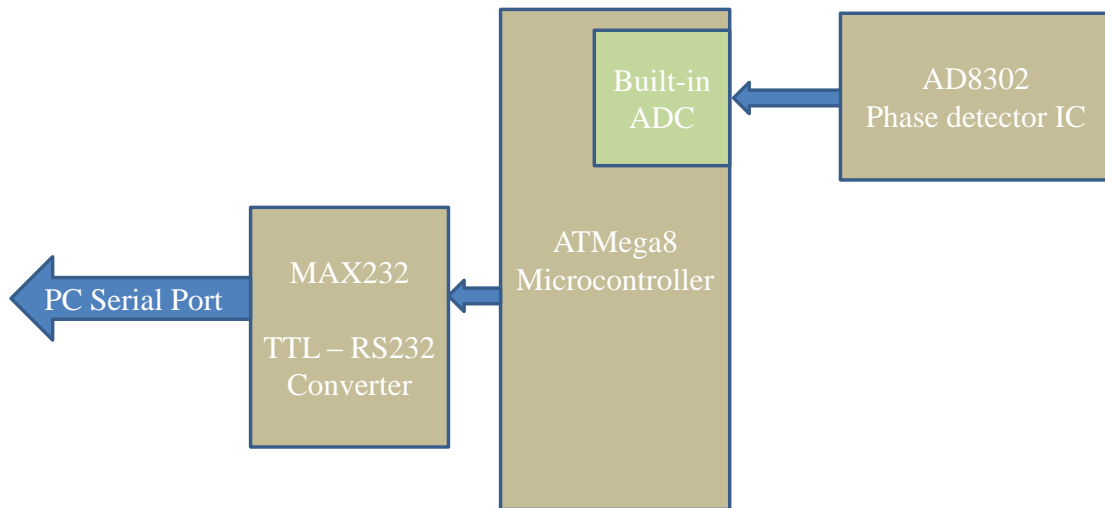 Built-in
ADC
AD8302
Phase detector IC
ATMega8
Microcontroller
MAX232
TTL – RS232
Converter
PC Serial Port